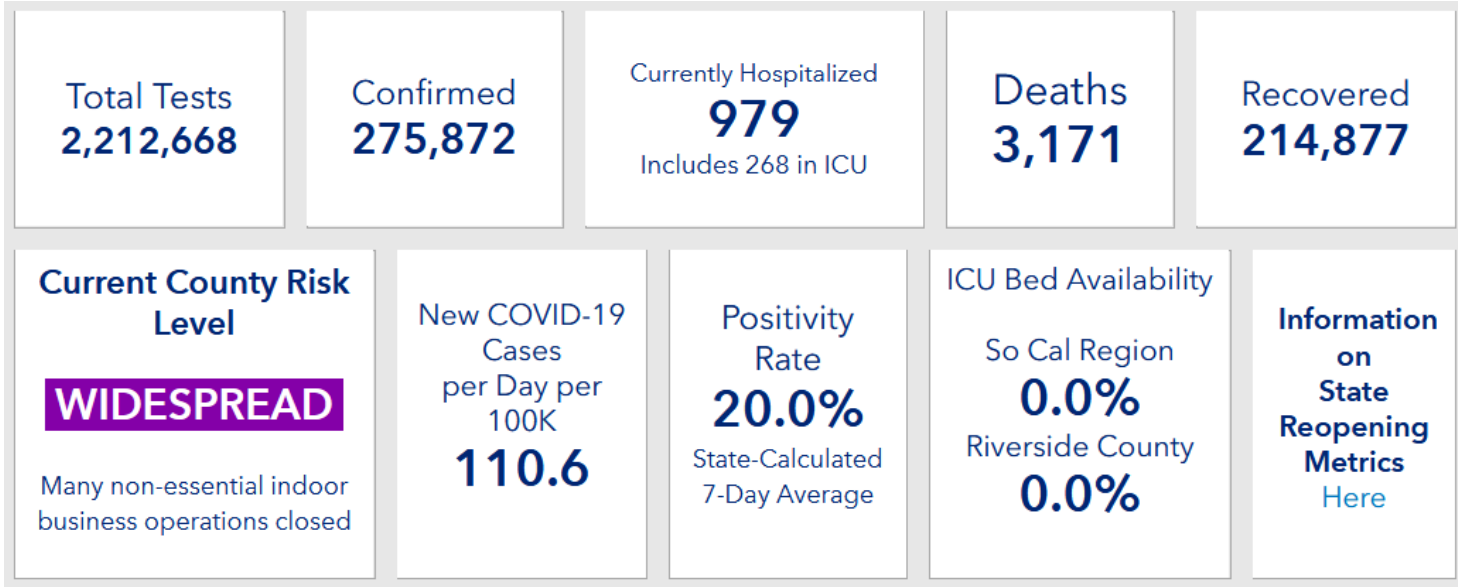 Total Tests
2,212,668
Confirmed
275,872
Currently Hospitalized
979
Includes 268 in ICU
Deaths
3,171
Recovered
214,877
Current County Risk
Level
WIDESPREAD
Many non-essential indoor
business operations closed
New COVID-19
Cases
per Day per
100K
110.6
Positivity
Rate
20.0%
State-Calculated
7-Day Average
ICU Bed Availability
So Cal Region
0.0%
Riverside County
0.0%
Information
on
State
Reopening
Metrics
Here